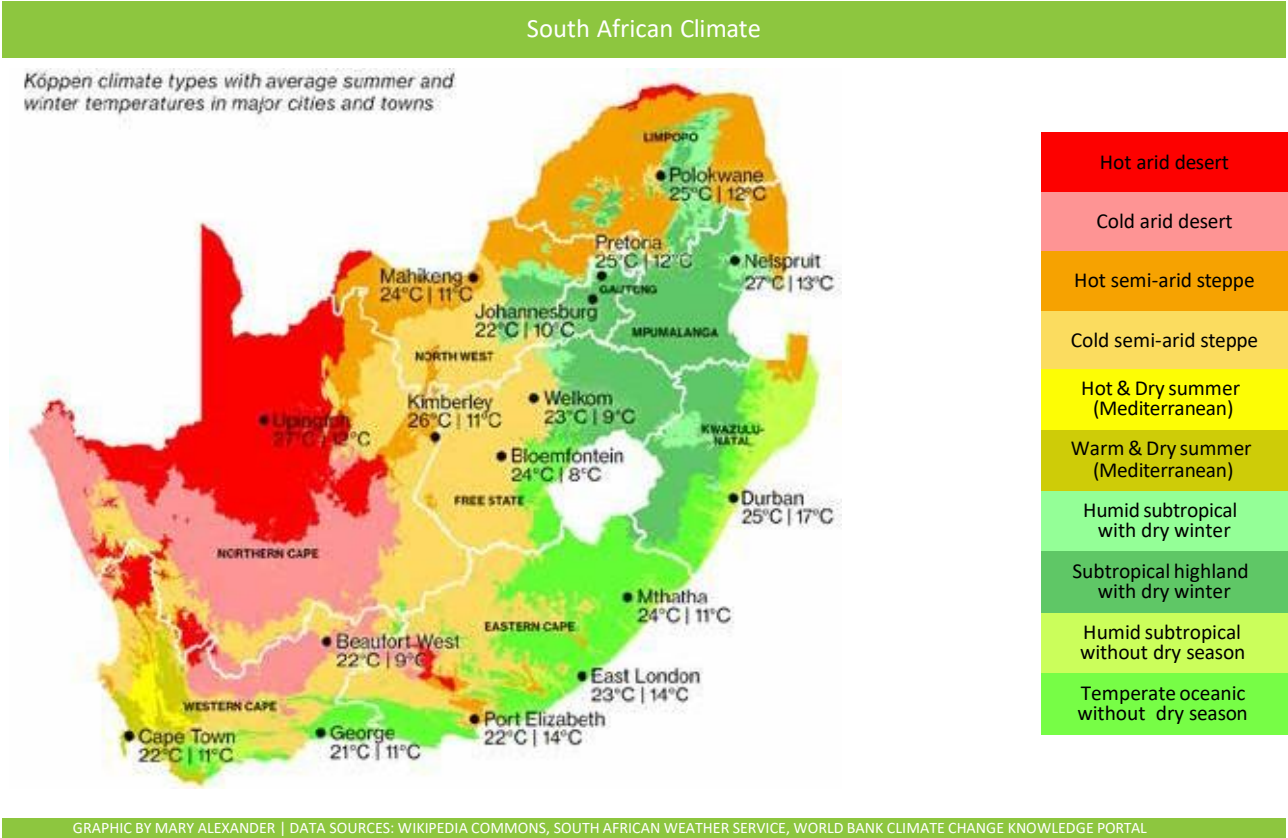 South African Climate
Köppen climate types with average summer and
winter temperatures in major cities and towns
LIMPOPO
Polokwane
25°C | 12°C
Pretoria
25°C | 12°C
GAUTENG
Nelspruit
27°C | 13°C
Mahikeng
24°C | 11°C
Johannesburg
22°C | 10°C
MPUMALANGA
NORTH WEST
Kimberley
26°C | 11°C
Welkom
23°C | 9°C
Upington
27°C | 12°C
KWAZULU-
NATAL
Bloemfontein
24°C | 8°C
FREE STATE
Durban
25°C | 17°C
NORTHERN CAPE
Mthatha
24°C | 11°C
EASTERN CAPE
Beaufort West
22°C | 9°C
East London
23°C | 14°C
WESTERN CAPE
Port Elizabeth
22°C | 14°C
Cape Town
22°C | 11°C
George
21°C | 11°C
Hot arid desert
Cold arid desert
Hot semi-arid steppe
Cold semi-arid steppe
Hot & Dry summer
(Mediterranean)
Warm & Dry summer
(Mediterranean)
Humid subtropical
with dry winter
Subtropical highland
with dry winter
Humid subtropical
without dry season
Temperate oceanic
without dry season
GRAPHIC BY MARY ALEXANDER | DATA SOURCES: WIKIPEDIA COMMONS, SOUTH AFRICAN WEATHER SERVICE, WORLD BANK CLIMATE CHANGE KNOWLEDGE PORTAL